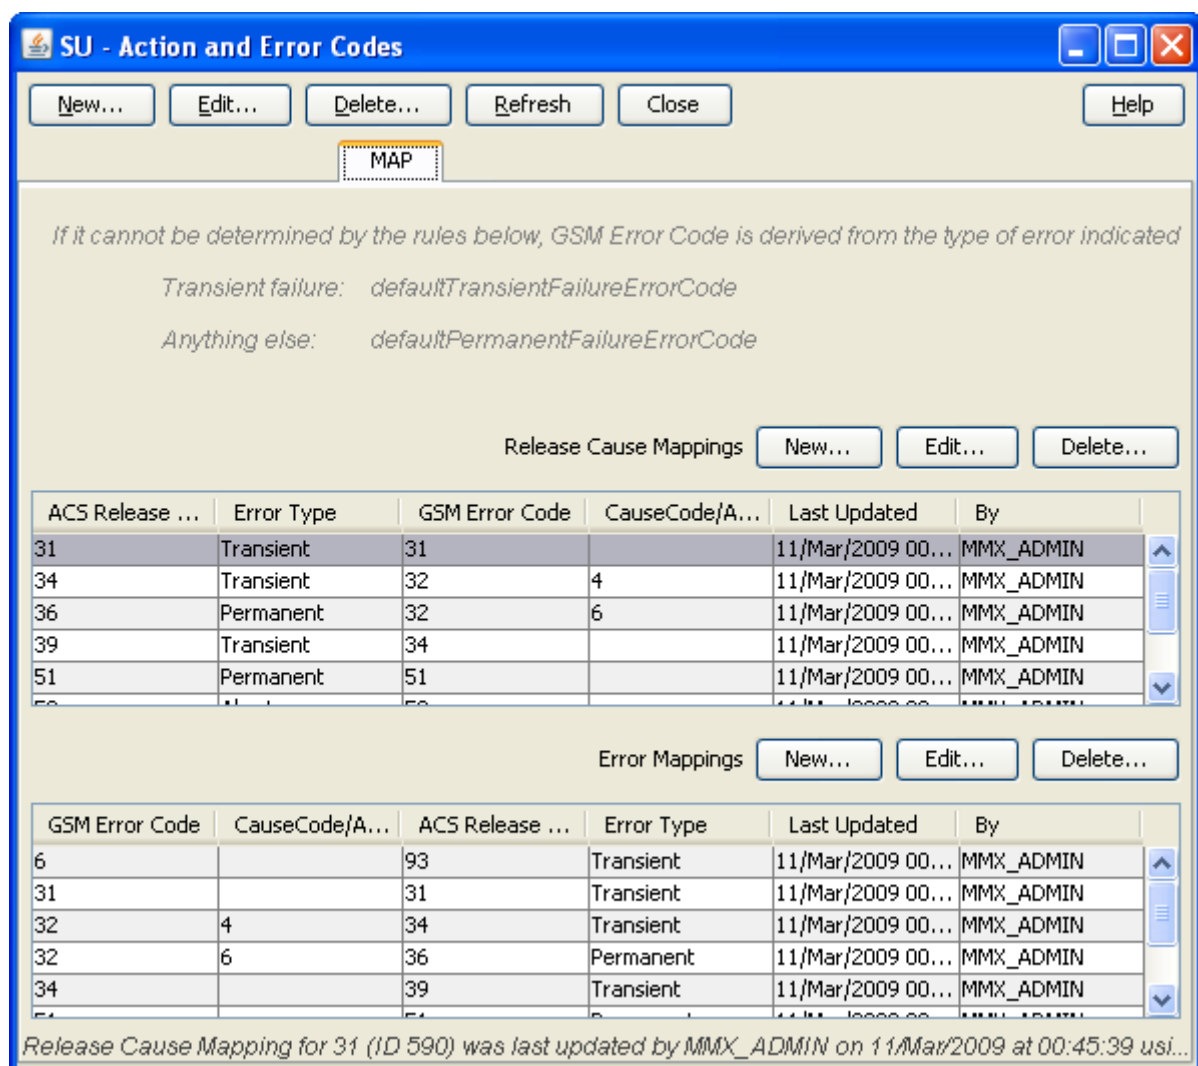 SU - Action and Error Codes
New... Edit... Delete... Refresh Close Help
MAP
If it cannot be determined by the rules below, GSM Error Code is derived from the type of error indicated
Transient failure: defaultTransientFailureErrorCode
Anything else: defaultPermanentFailureErrorCode
Release Cause Mappings New... Edit... Delete...
ACS Release ... Error Type GSM Error Code CauseCode/A... Last Updated By
31 Transient 31 11/Mar/2009 00... MMX_ADMIN
34 Transient 32 4 11/Mar/2009 00... MMX_ADMIN
36 Permanent 32 6 11/Mar/2009 00... MMX_ADMIN
39 Transient 34 11/Mar/2009 00... MMX_ADMIN
51 Permanent 51 11/Mar/2009 00... MMX_ADMIN
Error Mappings New... Edit... Delete...
GSM Error Code CauseCode/A... ACS Release ... Error Type Last Updated By
6 93 Transient 11/Mar/2009 00... MMX_ADMIN
31 31 Transient 11/Mar/2009 00... MMX_ADMIN
32 4 34 Transient 11/Mar/2009 00... MMX_ADMIN
32 6 36 Permanent 11/Mar/2009 00... MMX_ADMIN
34 39 Transient 11/Mar/2009 00... MMX_ADMIN
Release Cause Mapping for 31 (ID 590) was last updated by MMX_ADMIN on 11/Mar/2009 at 00:45:39 usi...